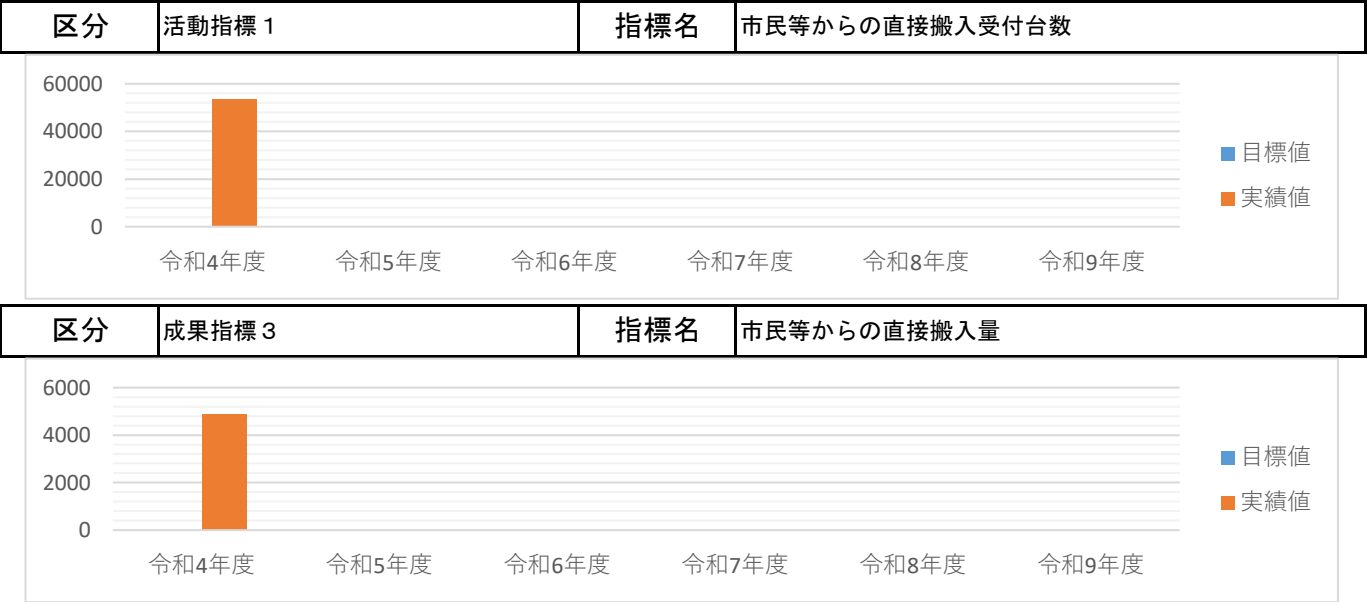 区分 活動指標１ 指標名 市民等からの直接搬入受付台数
60000
40000
20000
0
令和4年度 令和5年度 令和6年度 令和7年度 令和8年度 令和9年度
目標値
実績値
区分 成果指標３ 指標名 市民等からの直接搬入量
6000
4000
2000
0
令和4年度 令和5年度 令和6年度 令和7年度 令和8年度 令和9年度
目標値
実績値